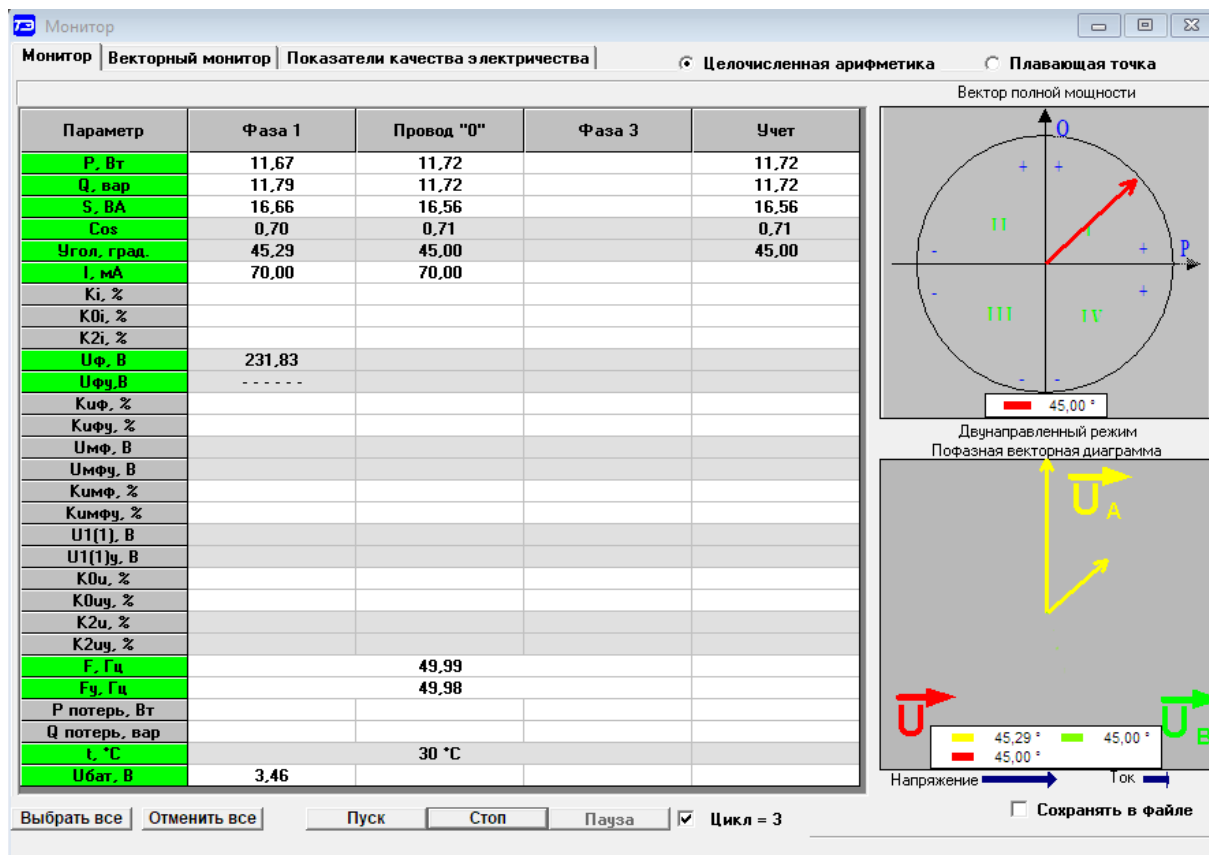 ТЭ Монитор
Монитор Векторный монитор Показатели качества электричества Целочисленная арифметика Плавающая точка
Вектор полной мощности
Параметр Фаза 1 Провод "0" Фаза 3 Учет
P, Вт 11,67 11,72 11,72
Q, вар 11,79 11,72 11,72
S, ВА 16,66 16,56 16,56
Cos 0,70 0,71 0,71
Угол, град. 45,29 45,00 45,00
I, мА 70,00 70,00
Кi, %
K0i, %
K2i, %
Uф, В 231,83
Uфу,В - - - - - -
Kuф, %
Kuфу, %
Uмф, В
Uмфу, В
Kuмф, %
Kuмфу, %
U1(1), В
U1(1)у, В
K0u, %
K0uу, %
K2u, %
K2uу, %
F, Гц 49,99
Fу, Гц 49,98
P потерь, Вт
Q потерь, вар
t, °C 30 °C
Uбат, В 3,46
Q
+ +
II I
- + P
- +
III IV
- -
45,00 °
Двунаправленный режим
Пофазная векторная диаграмма
U A
U U B
45,29 ° 45,00 °
45,00 °
Напряжение Ток
Выбрать все Отменить все Пуск Стоп Пауза Цикл = 3 Сохранять в файле